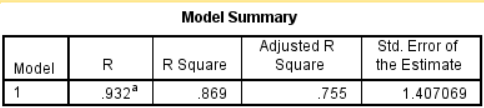 Model Summary
Model R R Square Adjusted R Square Std. Error of the Estimate
1 .932a .869 .755 1.407069